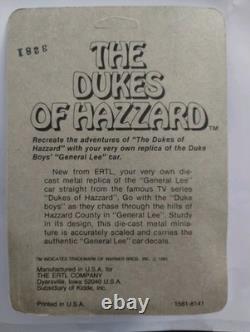 3281
THE
DUKES
OF HAZZARD™
Recreate the adventures of "The Dukes of
Hazzard" with your very own replica of the Duke
Boys' "General Lee" car.
New from ERTL, your very own die-
cast metal replica of the "General Lee"
car straight from the famous TV series
"Dukes of Hazzard". Go with the "Duke
Boys" as they chase through the hills of
Hazzard County in "General Lee". Sturdy
in its design, this die-cast metal minia-
ture is accurately scaled and carries the
authentic "General Lee" car decals.
TM INDICATES TRADEMARK OF WARNER BROS. INC. 1981
Manufactured in U.S.A. for
THE ERTL COMPANY
Dyersville, Iowa 52040 U.S.A.
Subsidiary of Kidde, Inc.
Printed in U.S.A.
1581-8141